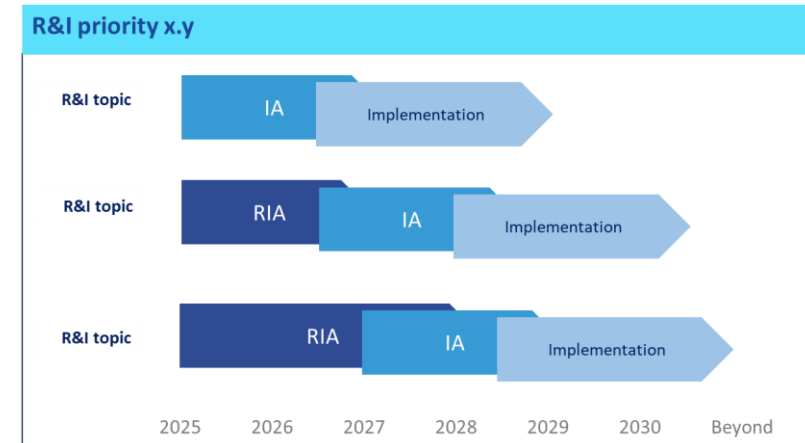 R&I priority x.y
R&I topic
IA
Implementation
R&I topic
RIA
IA
Implementation
R&I topic
RIA
IA
Implementation
2025 2026 2027 2028 2029 2030 Beyond